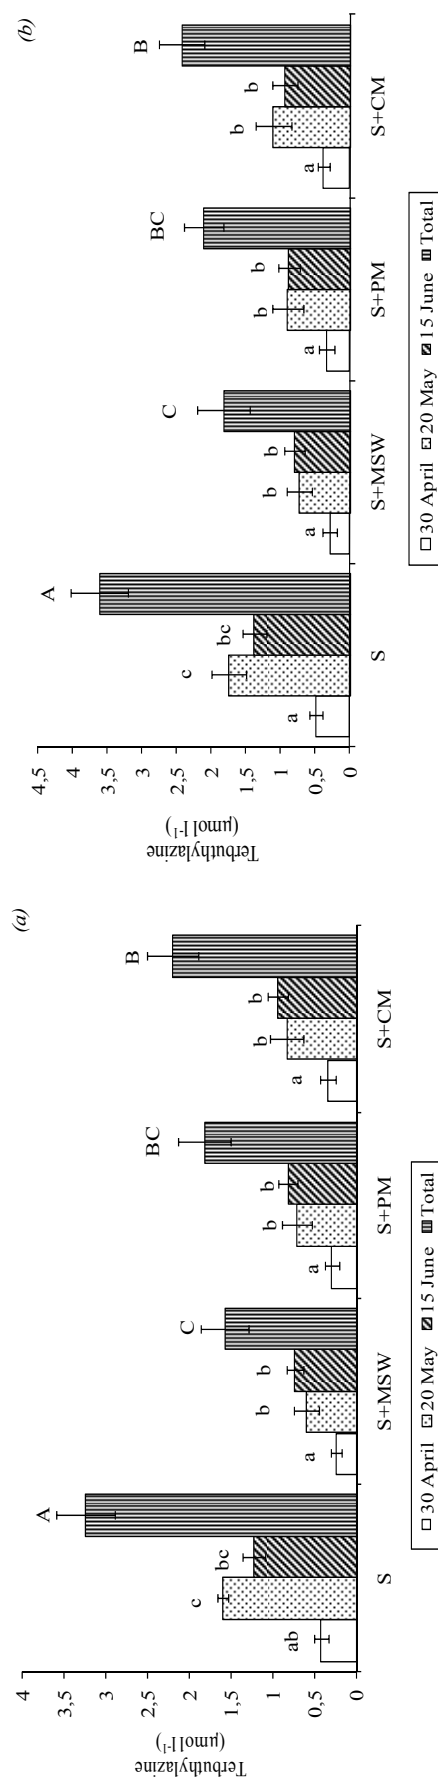 (a)
Terbuthylazine
(µmol l⁻¹)
4
3,5
3
2,5
2
1,5
1
0,5
0
ab
c
bc
A
a
b
b
C
a
b
b
BC
a
b
b
B
S
S+MSW
S+PM
S+CM
30 April 20 May 15 June Total
(b)
Terbuthylazine
(µmol l⁻¹)
4,5
4
3,5
3
2,5
2
1,5
1
0,5
0
a
c
bc
A
a
b
b
C
a
b
b
BC
a
b
b
B
S
S+MSW
S+PM
S+CM
30 April 20 May 15 June Total